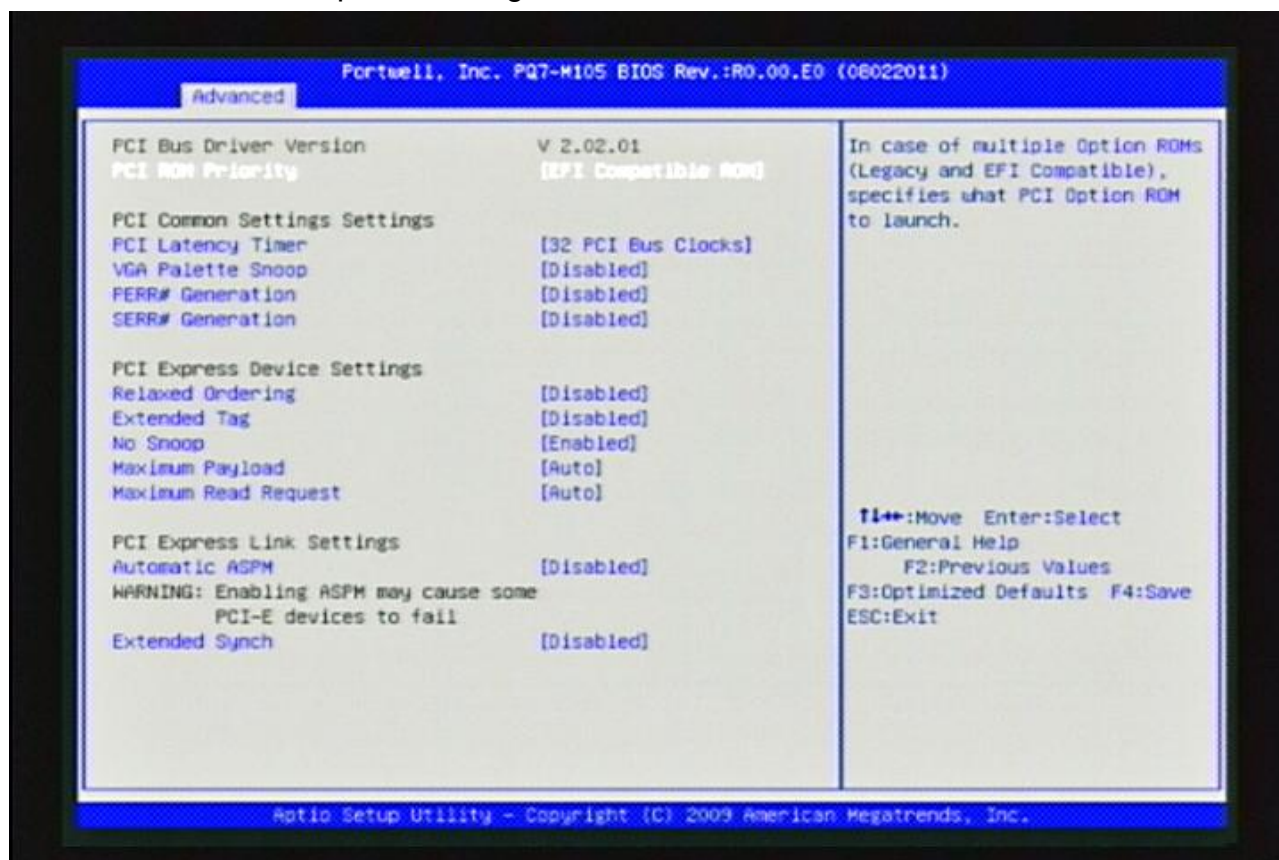 Portwell, Inc. PQ7-M105 BIOS Rev.:R0.00.E0 (08022011)
Advanced
PCI Bus Driver Version V 2.02.01
PCI ROM Priority [EFI Compatible ROM]
PCI Common Settings Settings
PCI Latency Timer [32 PCI Bus Clocks]
VGA Palette Snoop [Disabled]
PERR# Generation [Disabled]
SERR# Generation [Disabled]
PCI Express Device Settings
Relaxed Ordering [Disabled]
Extended Tag [Disabled]
No Snoop [Enabled]
Maximum Payload [Auto]
Maximum Read Request [Auto]
PCI Express Link Settings
Automatic ASPM [Disabled]
WARNING: Enabling ASPM may cause some
PCI-E devices to fail
Extended Synch [Disabled]
In case of multiple Option ROMs
(Legacy and EFI Compatible),
specifies what PCI Option ROM
to launch.
↑↓↔:Move Enter:Select
F1:General Help
F2:Previous Values
F3:Optimized Defaults F4:Save
ESC:Exit
Aptio Setup Utility - Copyright (C) 2009 American Megatrends, Inc.